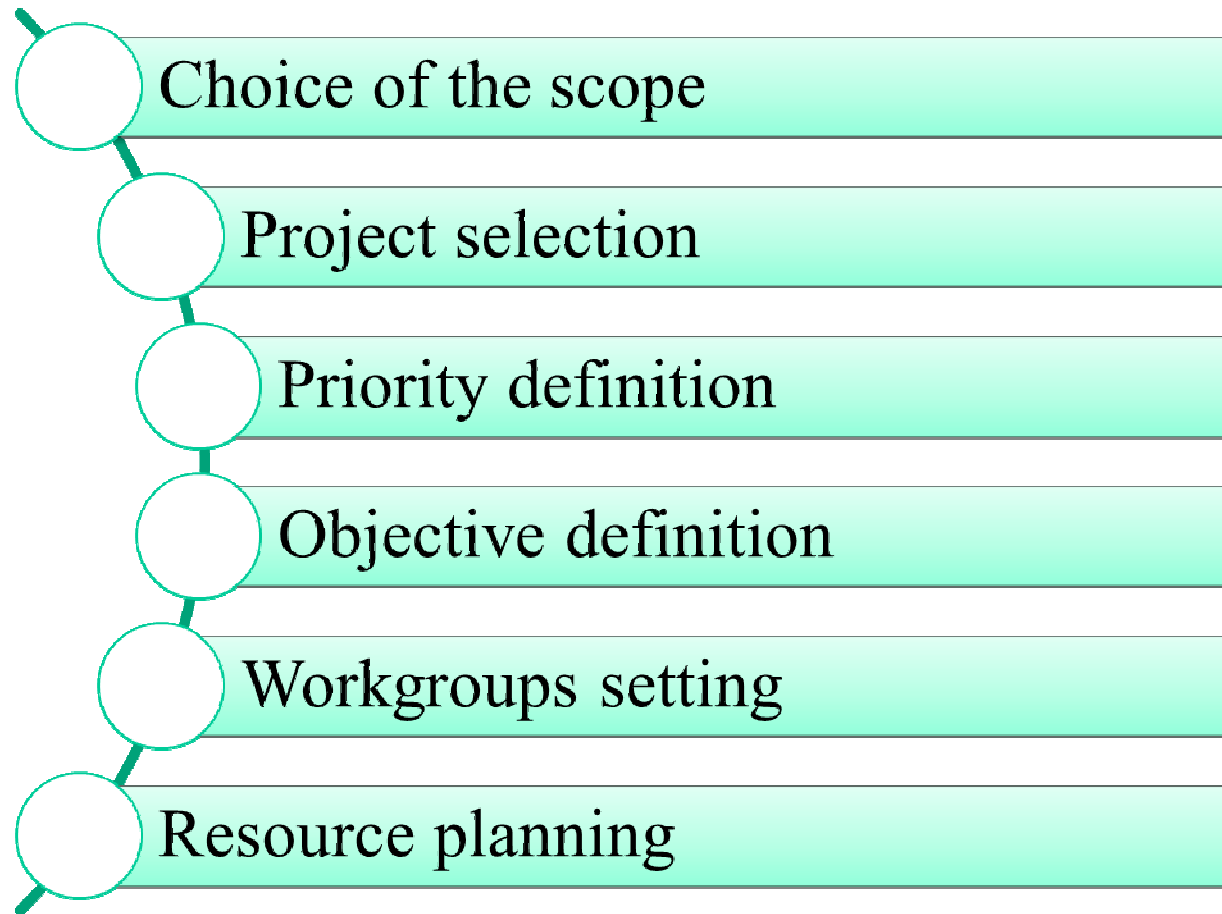 Choice of the scope
Project selection
Priority definition
Objective definition
Workgroups setting
Resource planning